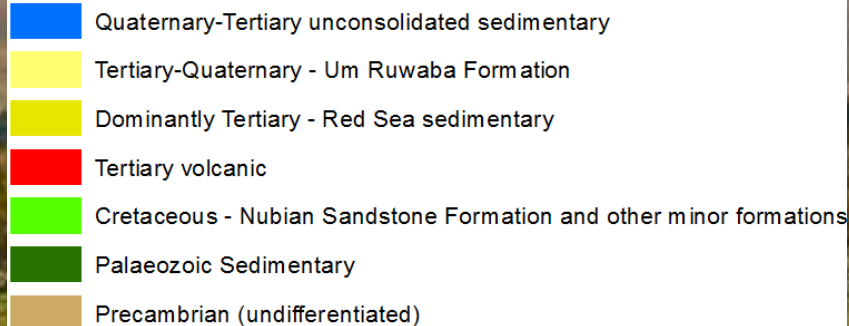 Quaternary-Tertiary unconsolidated sedimentary
Tertiary-Quaternary - Um Ruwaba Formation
Dominantly Tertiary - Red Sea sedimentary
Tertiary volcanic
Cretaceous - Nubian Sandstone Formation and other minor formations
Palaeozoic Sedimentary
Precambrian (undifferentiated)